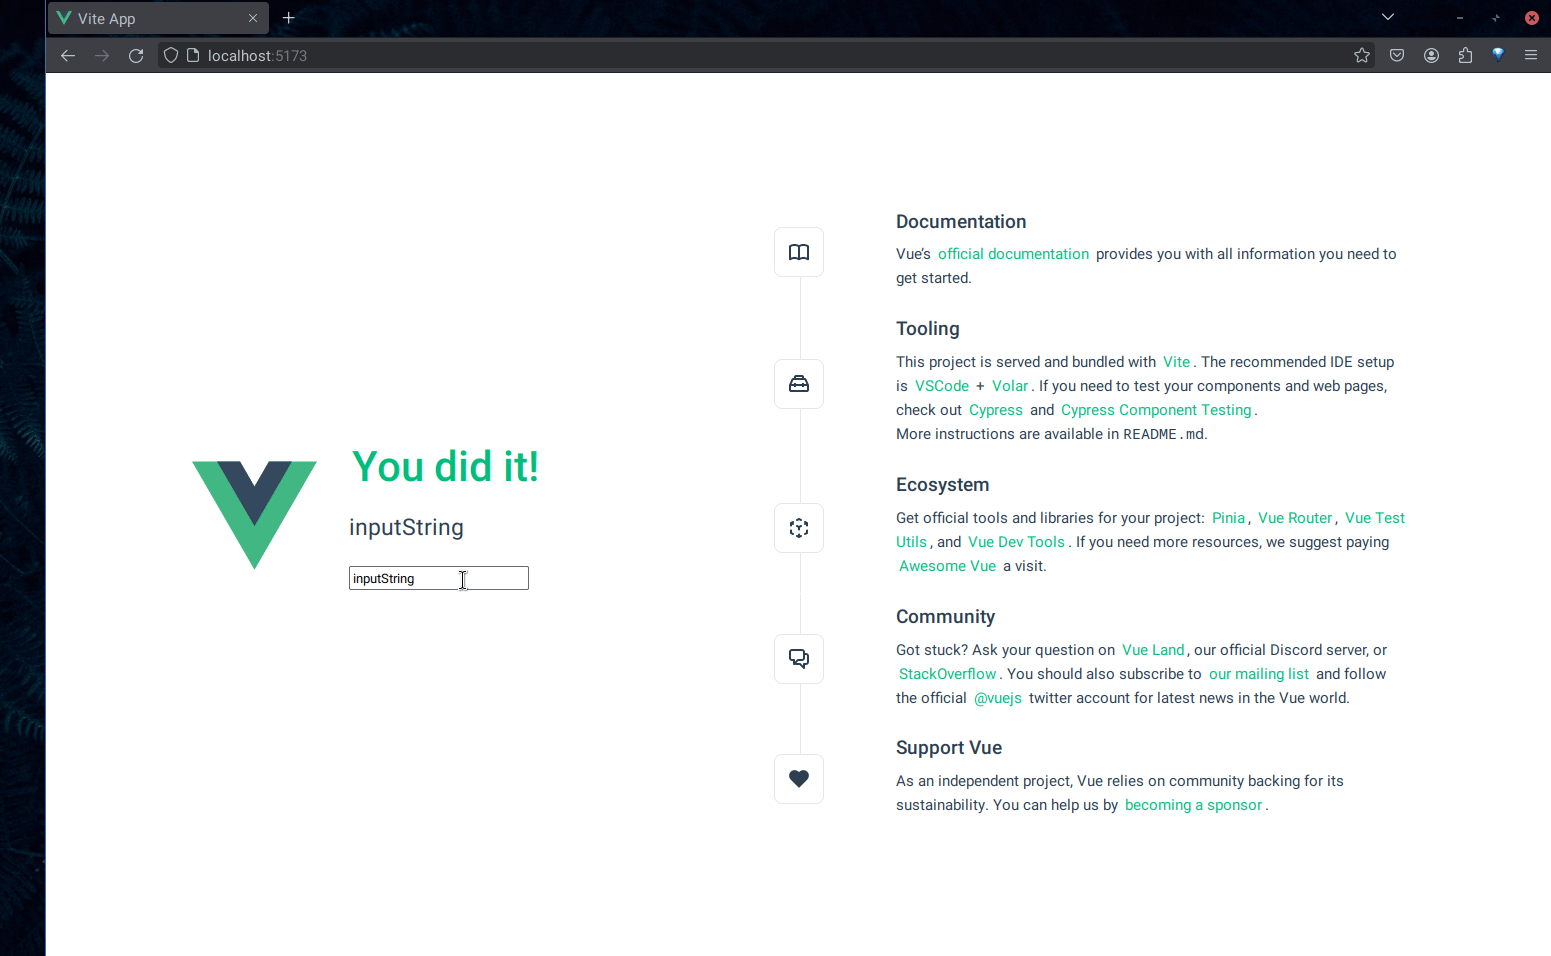 Vite App
localhost:5173
You did it!
inputString
inputString
Documentation
Vue’s official documentation provides you with all information you need to
get started.
Tooling
This project is served and bundled with Vite. The recommended IDE setup
is VSCode + Volar. If you need to test your components and web pages,
check out Cypress and Cypress Component Testing.
More instructions are available in README.md.
Ecosystem
Get official tools and libraries for your project: Pinia, Vue Router, Vue Test
Utils, and Vue Dev Tools. If you need more resources, we suggest paying
Awesome Vue a visit.
Community
Got stuck? Ask your question on Vue Land, our official Discord server, or
StackOverflow. You should also subscribe to our mailing list and follow
the official @vuejs twitter account for latest news in the Vue world.
Support Vue
As an independent project, Vue relies on community backing for its
sustainability. You can help us by becoming a sponsor.